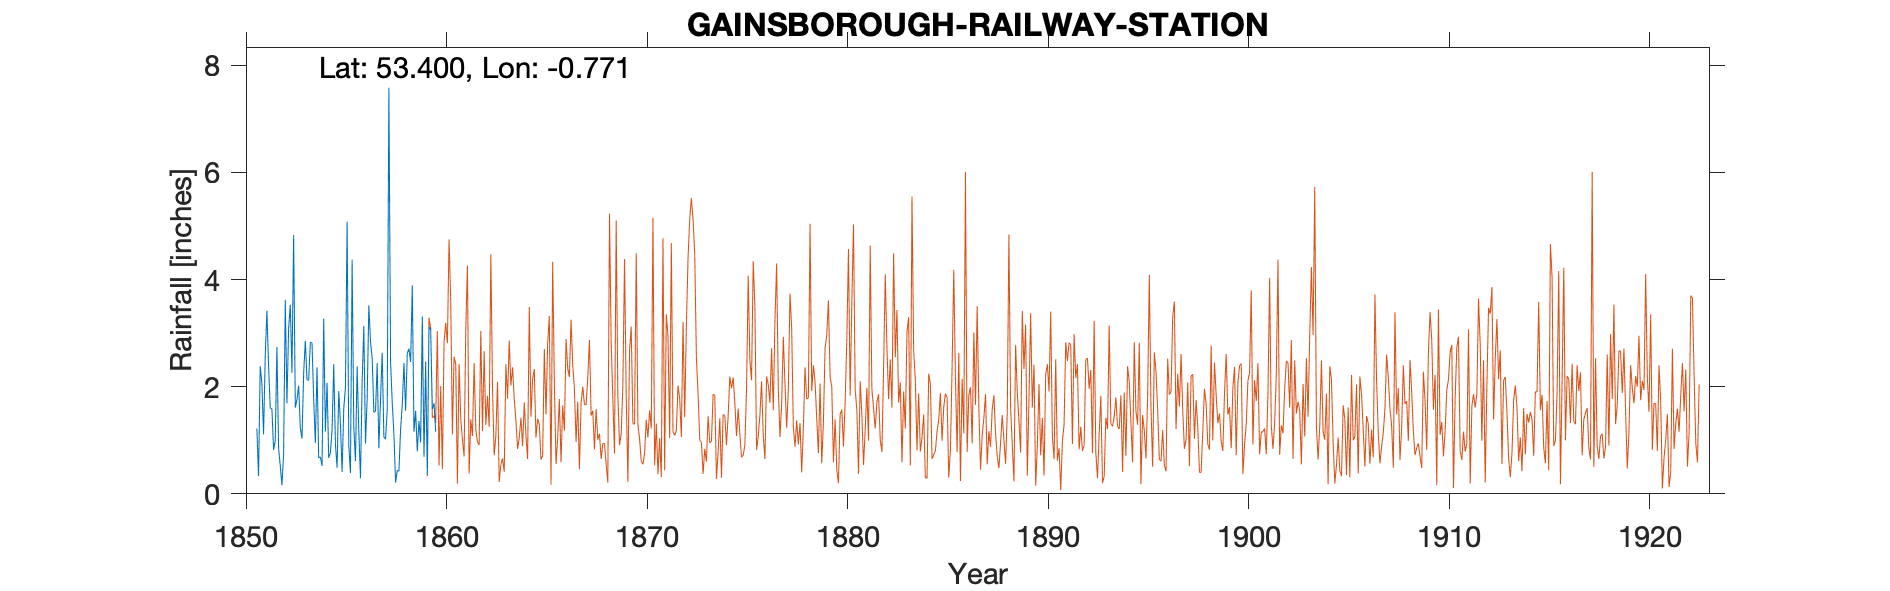 GAINSBOROUGH-RAILWAY-STATION
Lat: 53.400, Lon: -0.771
Rainfall [inches]
8
6
4
2
0
1850 1860 1870 1880 1890 1900 1910 1920
Year